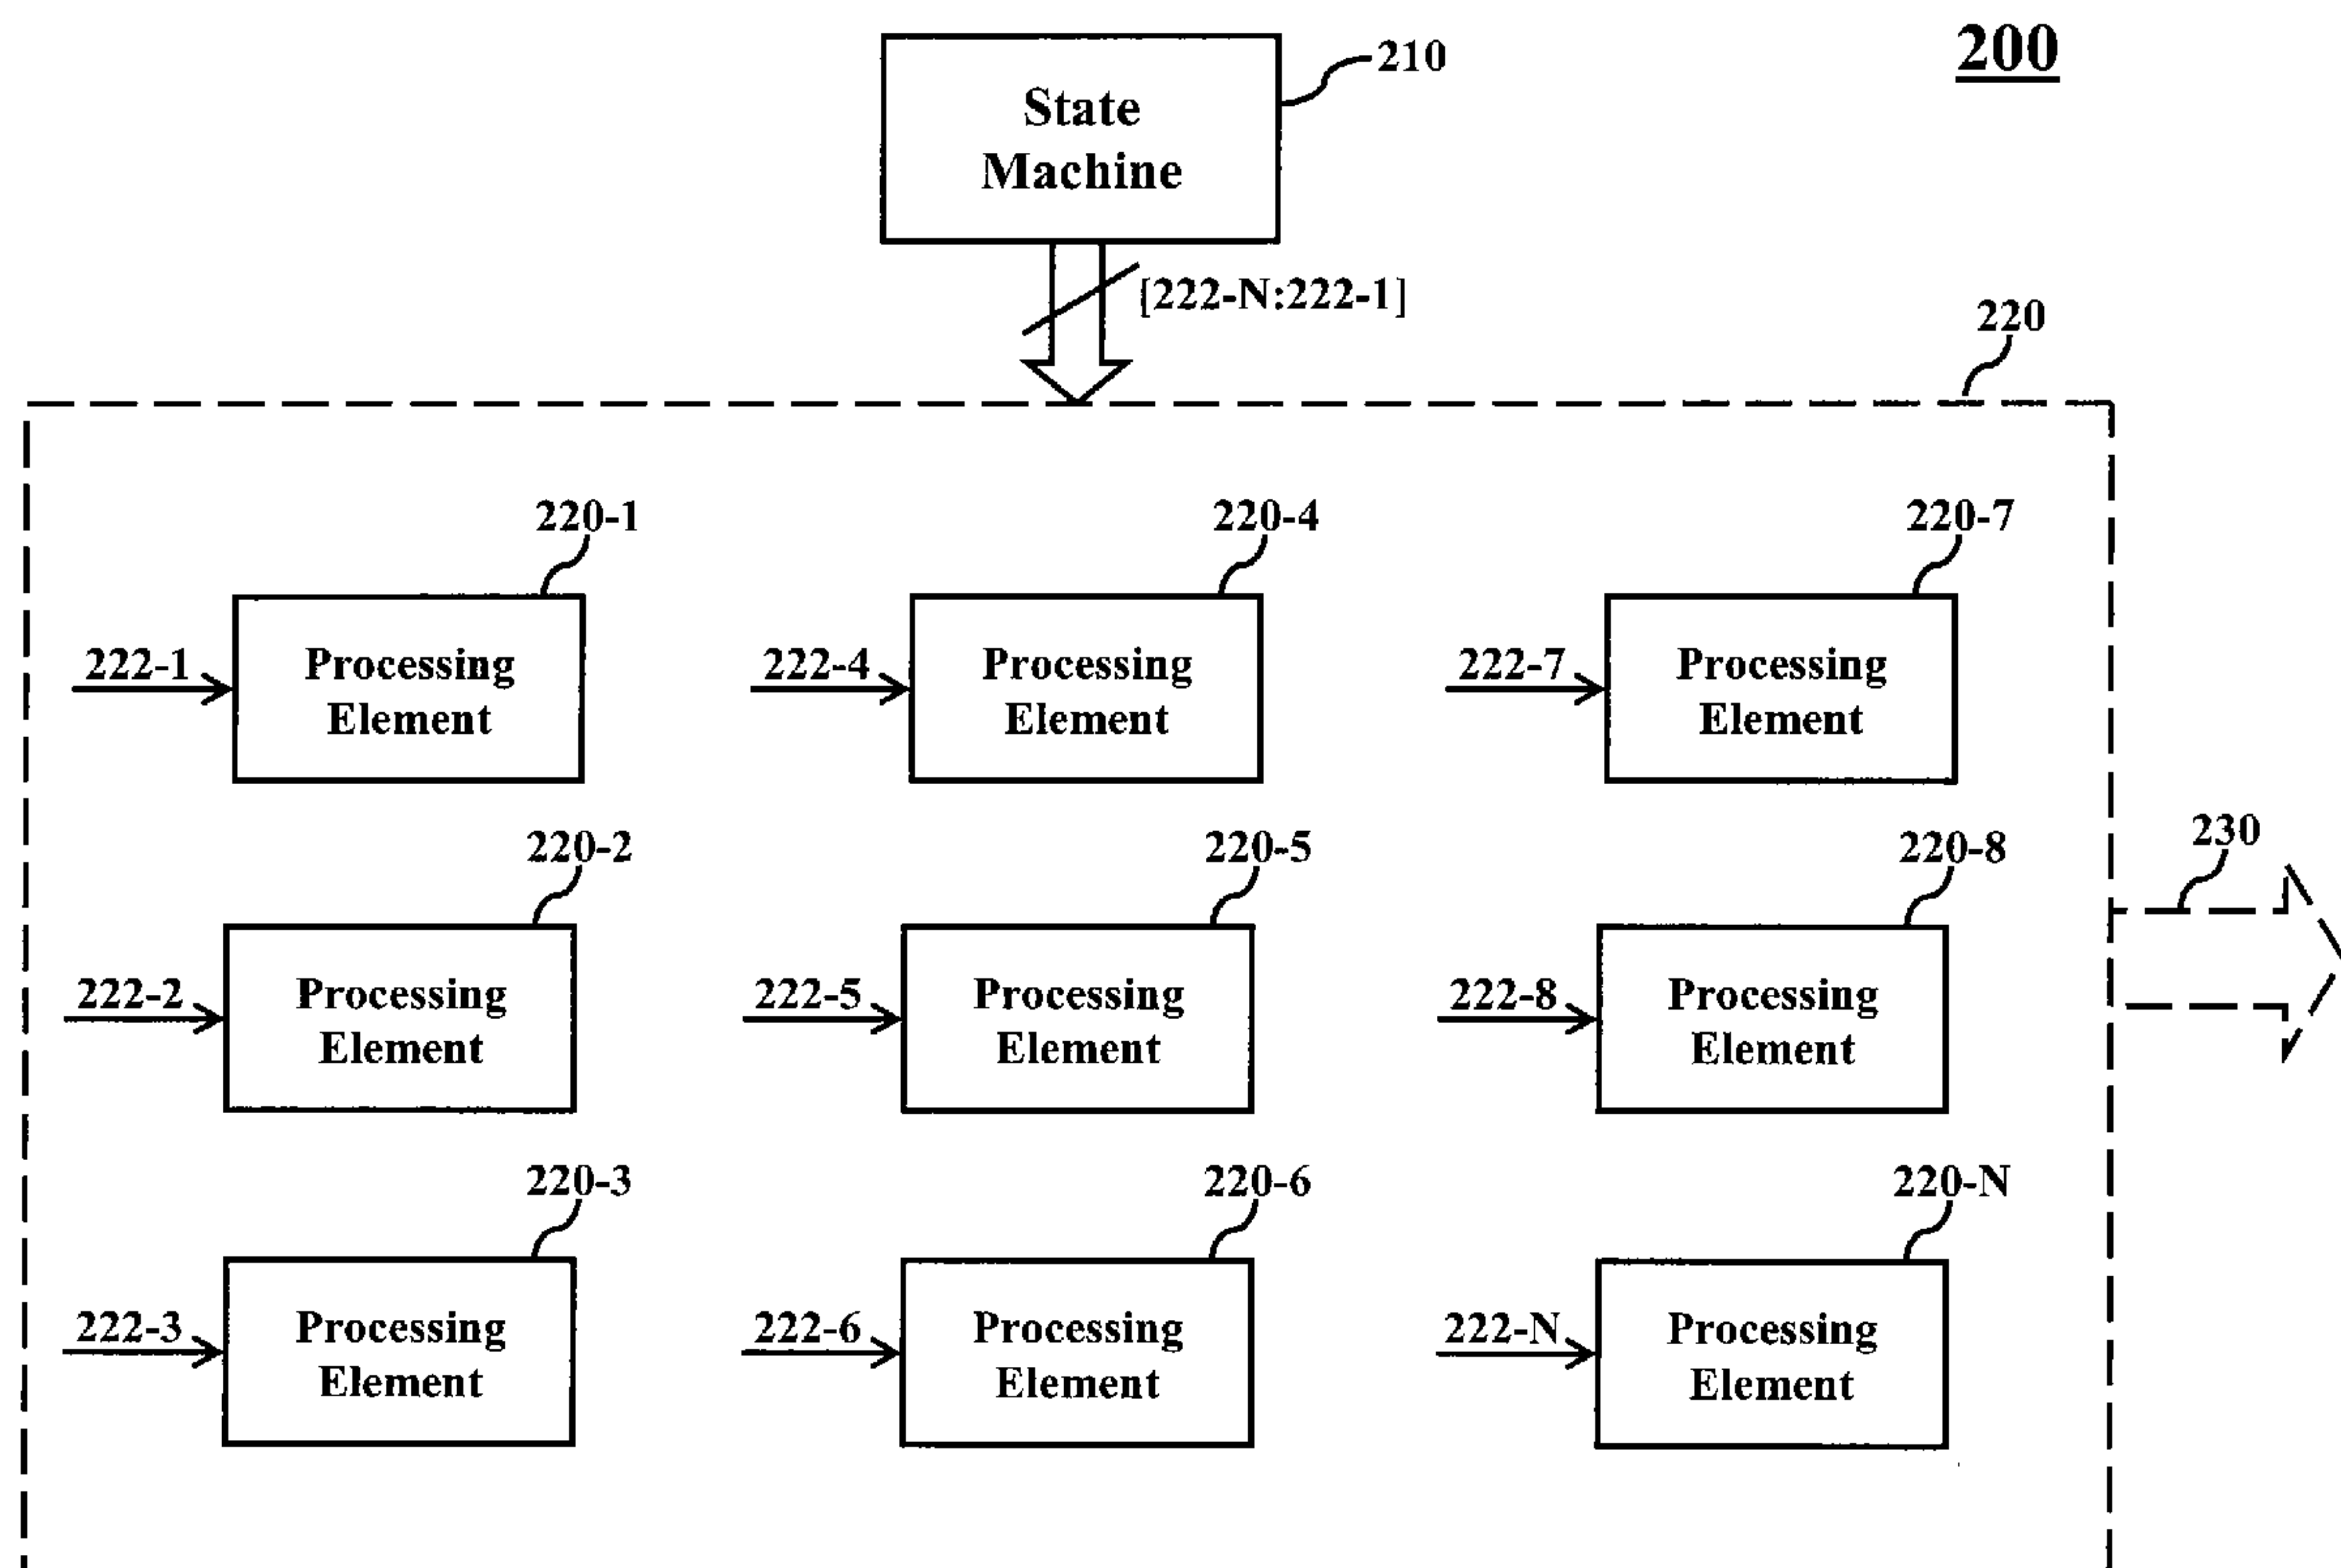 200
210
State
Machine
[222-N:222-1]
220
220-1
220-4
220-7
222-1
Processing
Element
222-4
Processing
Element
222-7
Processing
Element
220-2
220-5
220-8
230
222-2
Processing
Element
222-5
Processing
Element
222-8
Processing
Element
220-3
220-6
220-N
222-3
Processing
Element
222-6
Processing
Element
222-N
Processing
Element